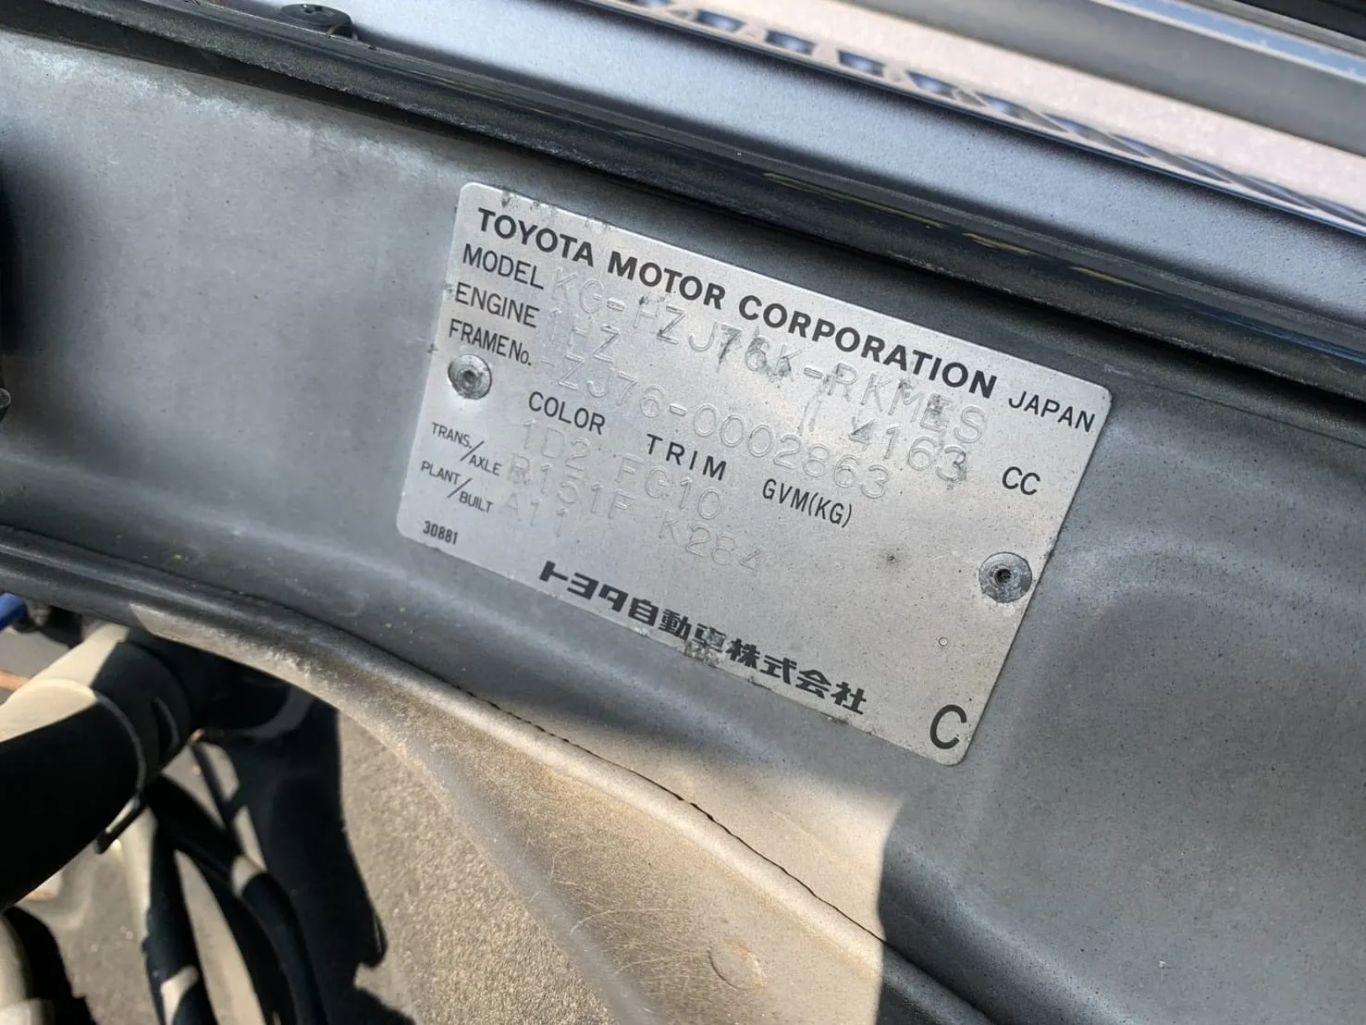 TOYOTA MOTOR CORPORATION JAPAN
MODEL KG-HZJ76K-RKMES
ENGINE 1HZ 4163 CC
FRAME No. HZJ76-0002863
COLOR TRIM GVM(KG)
1D2 FG10
TRANS./AXLE R151F K284
PLANT/BUILT A11
30881
トヨタ自動車株式会社
C